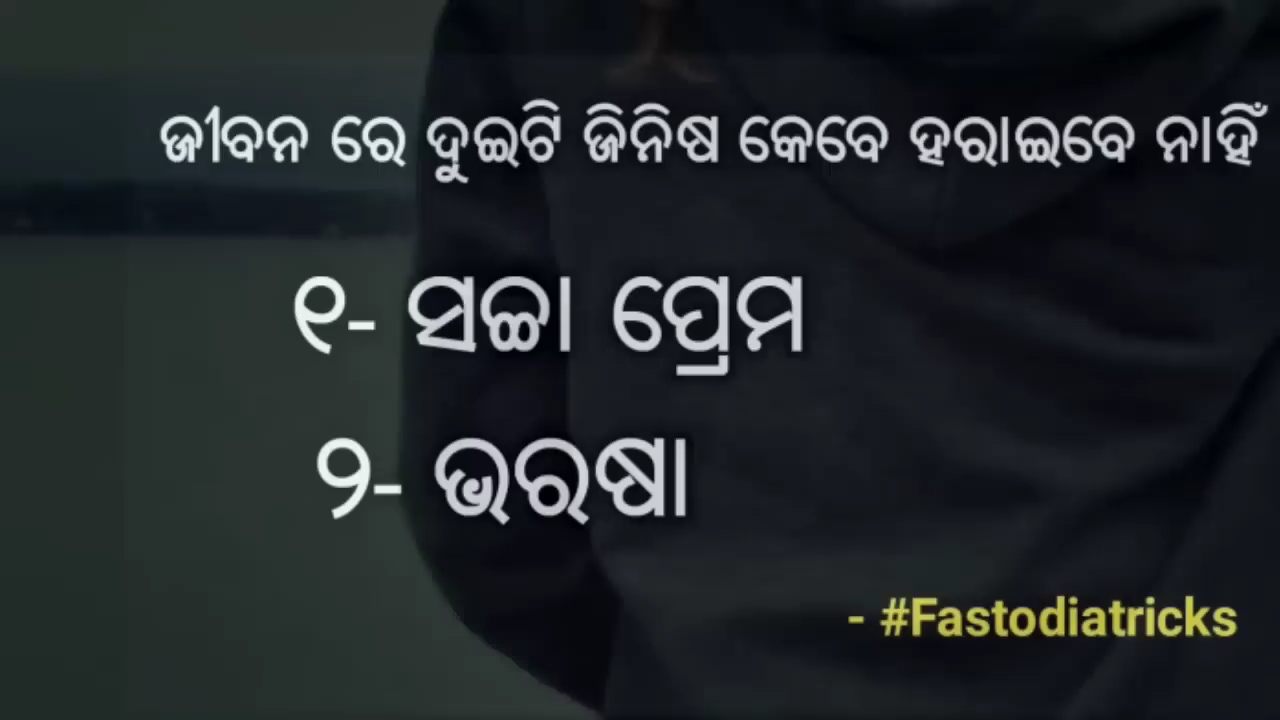 ଜୀବନ ରେ ଦୁଇଟି ଜିନିଷ କେବେ ହରାଇବେ ନାହିଁ
୧- ସଚ୍ଚା ପ୍ରେମ
୨- ଭରଷା
- #Fastodiatricks